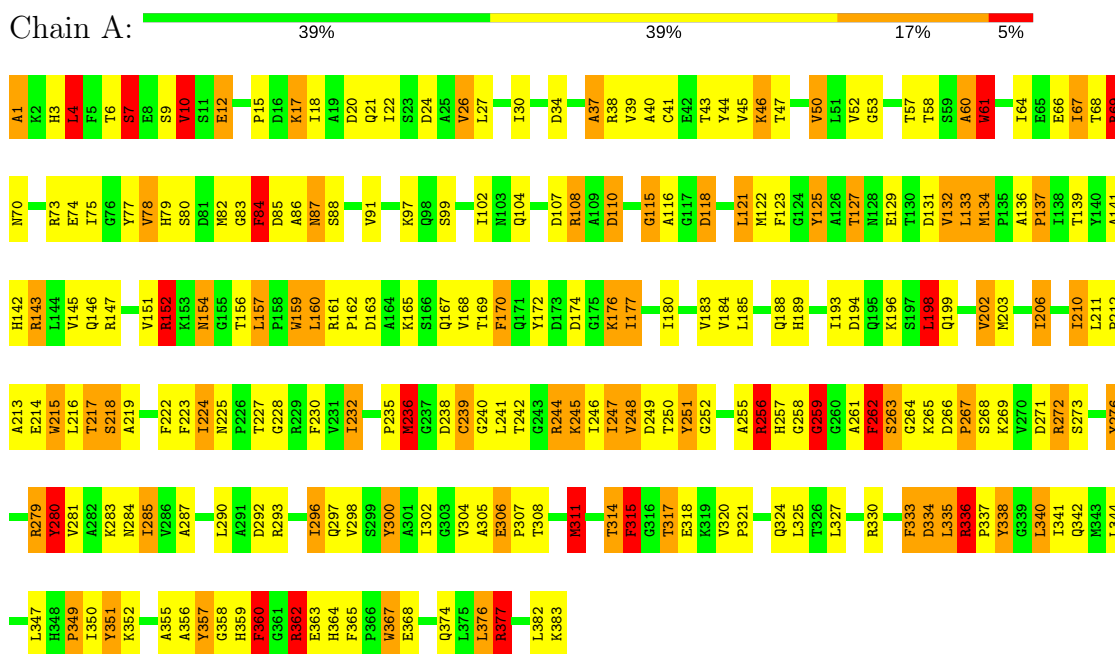 Chain A:
39% 39% 17% 5%
A1 K2 H3 L4 F5 T6 S7 E8 S9 V10 S11 E12 P15 D16 K17 I18 A19 D20 Q21 I22 S23 D24 A25 V26 L27 I30 D34 A37 R38 V39 A40 C41 E42 T43 Y44 V45 K46 T47 V50 L51 V52 G53 T57 T58 S59 A60 W61 I64 E65 E66 I67 T68 R69
N70 R73 E74 I75 G76 Y77 V78 H79 S80 D81 M82 G83 F84 D85 A86 N87 S88 V91 K97 Q98 S99 I102 N103 Q104 D107 R108 A109 D110 G115 A116 G117 D118 L121 M122 F123 G124 Y125 A126 T127 N128 E129 T130 D131 V132 L133 M134 P135 A136 P137 I138 T139 Y140 A141
H142 R143 L144 V145 Q146 R147 V151 R152 K153 N154 G155 T156 L157 P158 W159 L160 R161 P162 D163 A164 K165 S166 Q167 V168 T169 F170 Q171 Y172 D173 D174 G175 K176 I177 I180 V183 V184 L185 Q188 H189 I193 D194 Q195 K196 S197 L198 Q199 V202 M203 I206 I210 L211 P212
A213 E214 W215 L216 T217 S218 A219 F222 F223 I224 N225 P226 T227 G228 R229 F230 V231 I232 P235 M236 G237 D238 C239 G240 L241 T242 G243 R244 K245 I246 I247 V248 D249 T250 Y251 G252 A255 R256 H257 G258 G259 G260 A261 F262 S263 G264 K265 D266 P267 S268 K269 V270 D271 R272 S273 Y276
R279 Y280 V281 A282 K283 N284 I285 V286 A287 L290 A291 D292 R293 I296 Q297 V298 S299 Y300 A301 I302 G303 V304 A305 E306 P307 T308 M311 T314 F315 G316 T317 E318 K319 V320 P321 Q324 L325 T326 L327 R330 F333 D334 L335 R336 P337 Y338 G339 L340 I341 Q342 M343 L344
L347 H348 P349 I350 Y351 K352 A355 A356 Y357 G358 H359 F360 G361 R362 E363 H364 F365 P366 W367 E368 Q374 L375 L376 R377 L382 K383